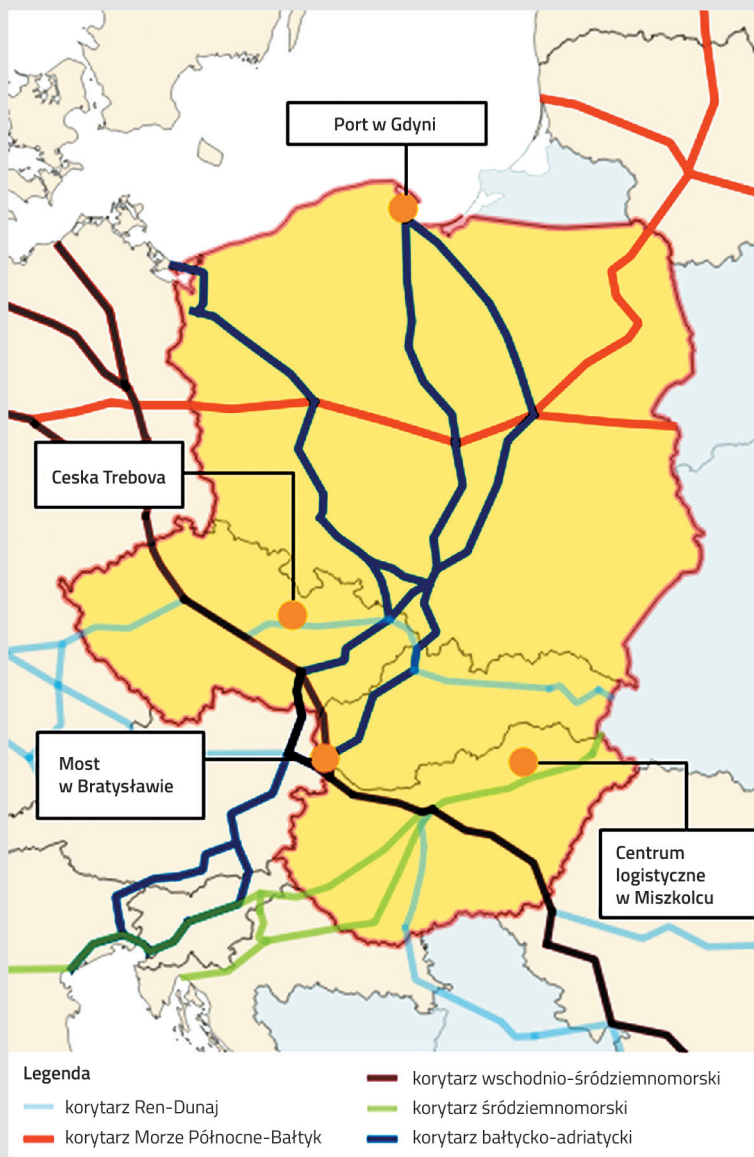 Port w Gdyni
Ceska Trebova
Most
w Bratysławie
Centrum
logistyczne
w Miszkolcu
Legenda
korytarz Ren-Dunaj
korytarz Morze Północne-Bałtyk
korytarz wschodnio-śródziemnomorski
korytarz śródziemnomorski
korytarz bałtycko-adriatycki